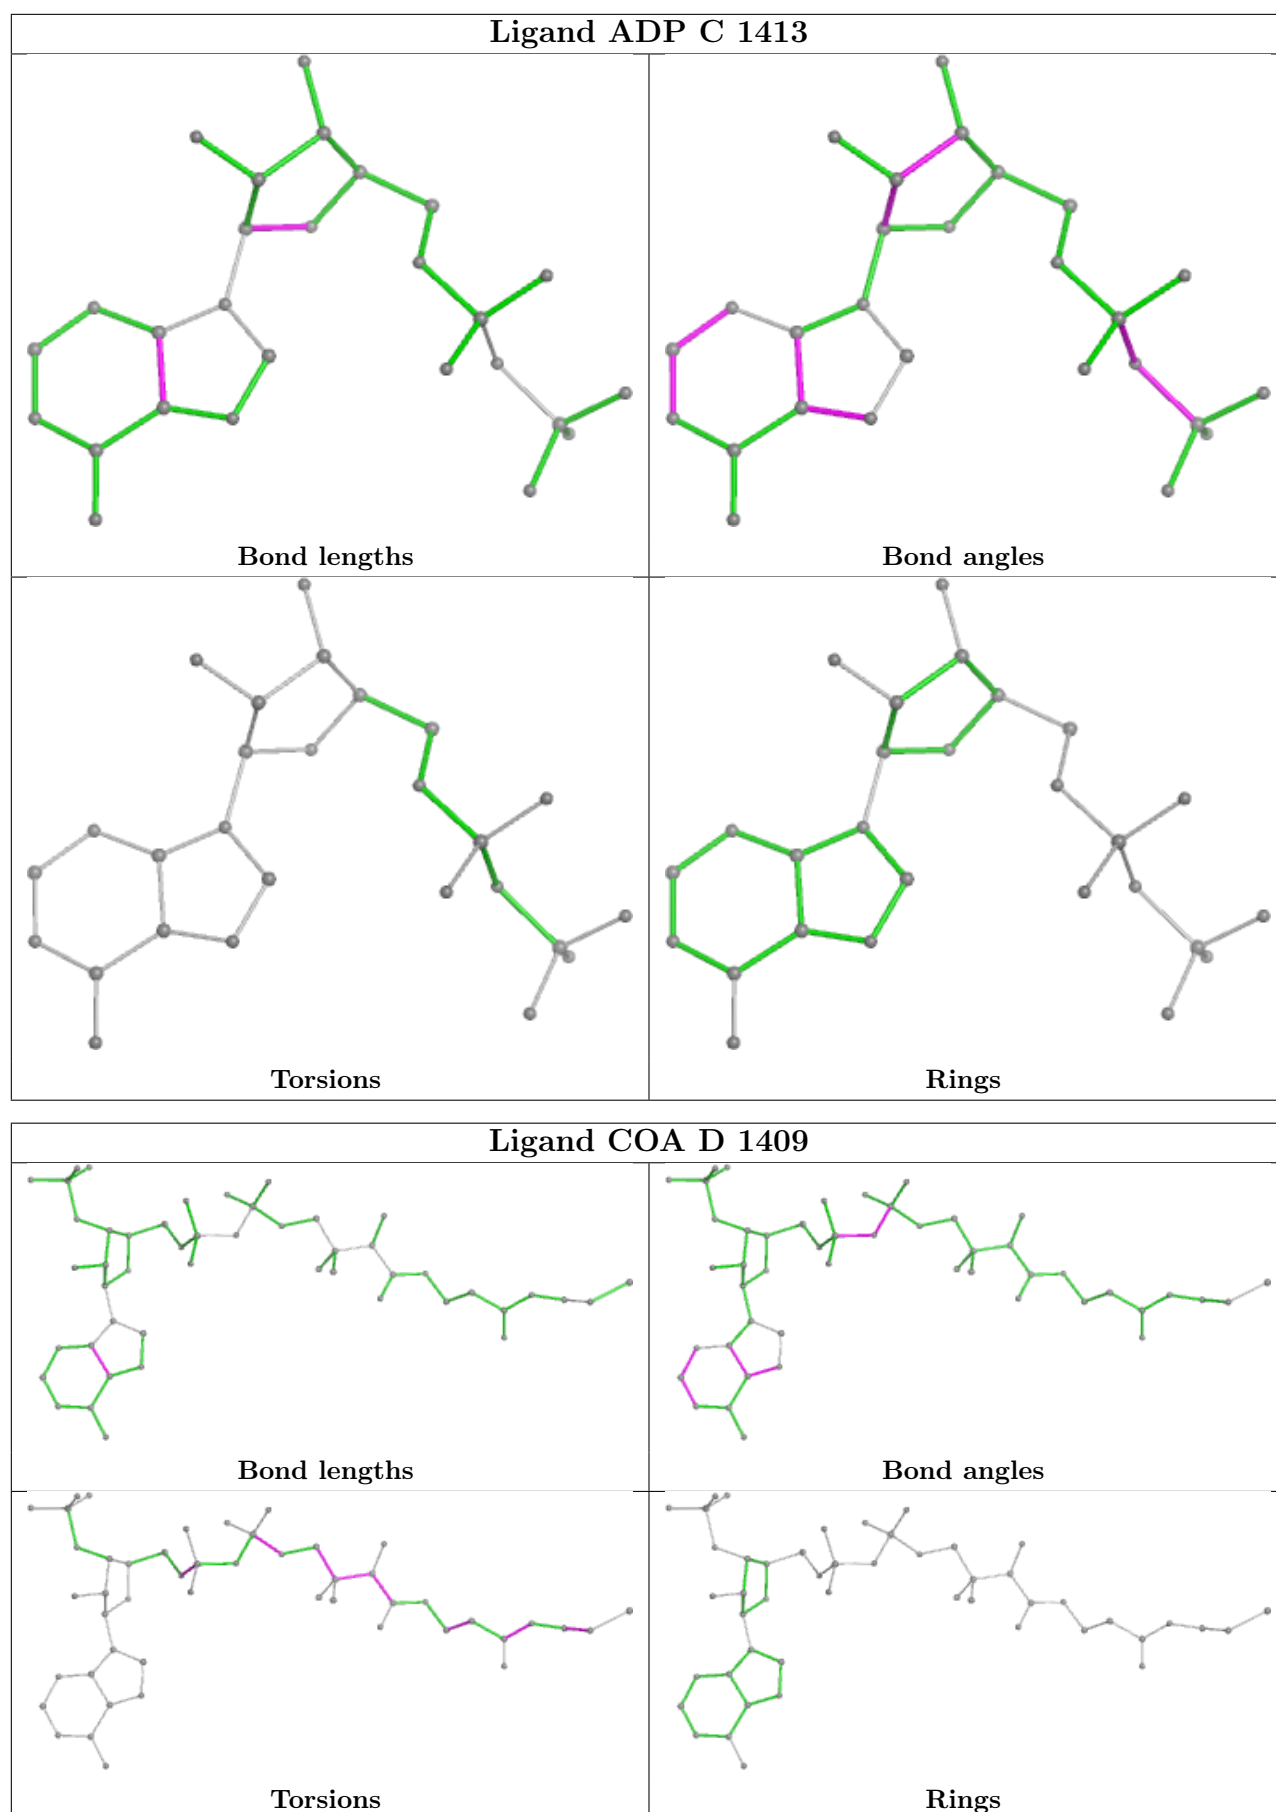 Ligand ADP C 1413
Bond lengths
Bond angles
Torsions
Rings
Ligand COA D 1409
Bond lengths
Bond angles
Torsions
Rings